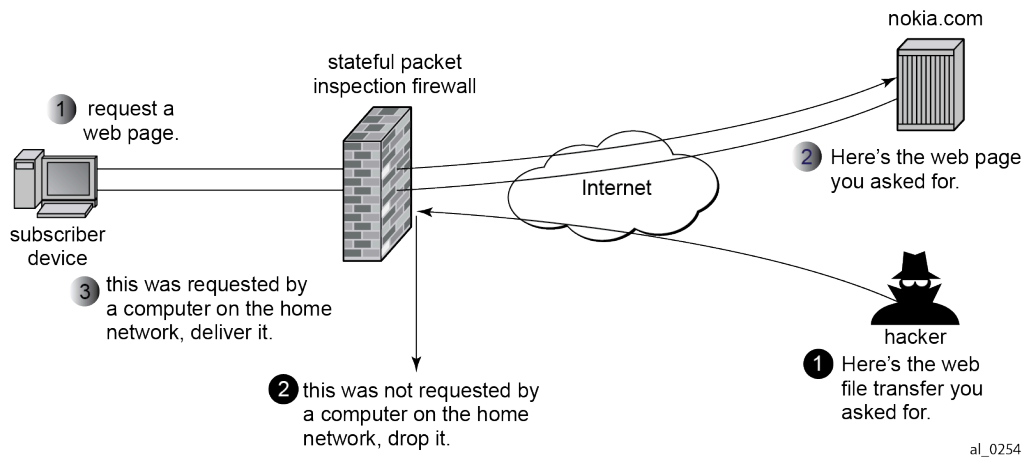 nokia.com
stateful packet
inspection firewall
1 request a
web page.
2 Here's the web page
you asked for.
Internet
subscriber
device
3 this was requested by
a computer on the home
network, deliver it.
hacker
1 Here's the web
file transfer you
asked for.
2 this was not requested by
a computer on the home
network, drop it.
al_0254